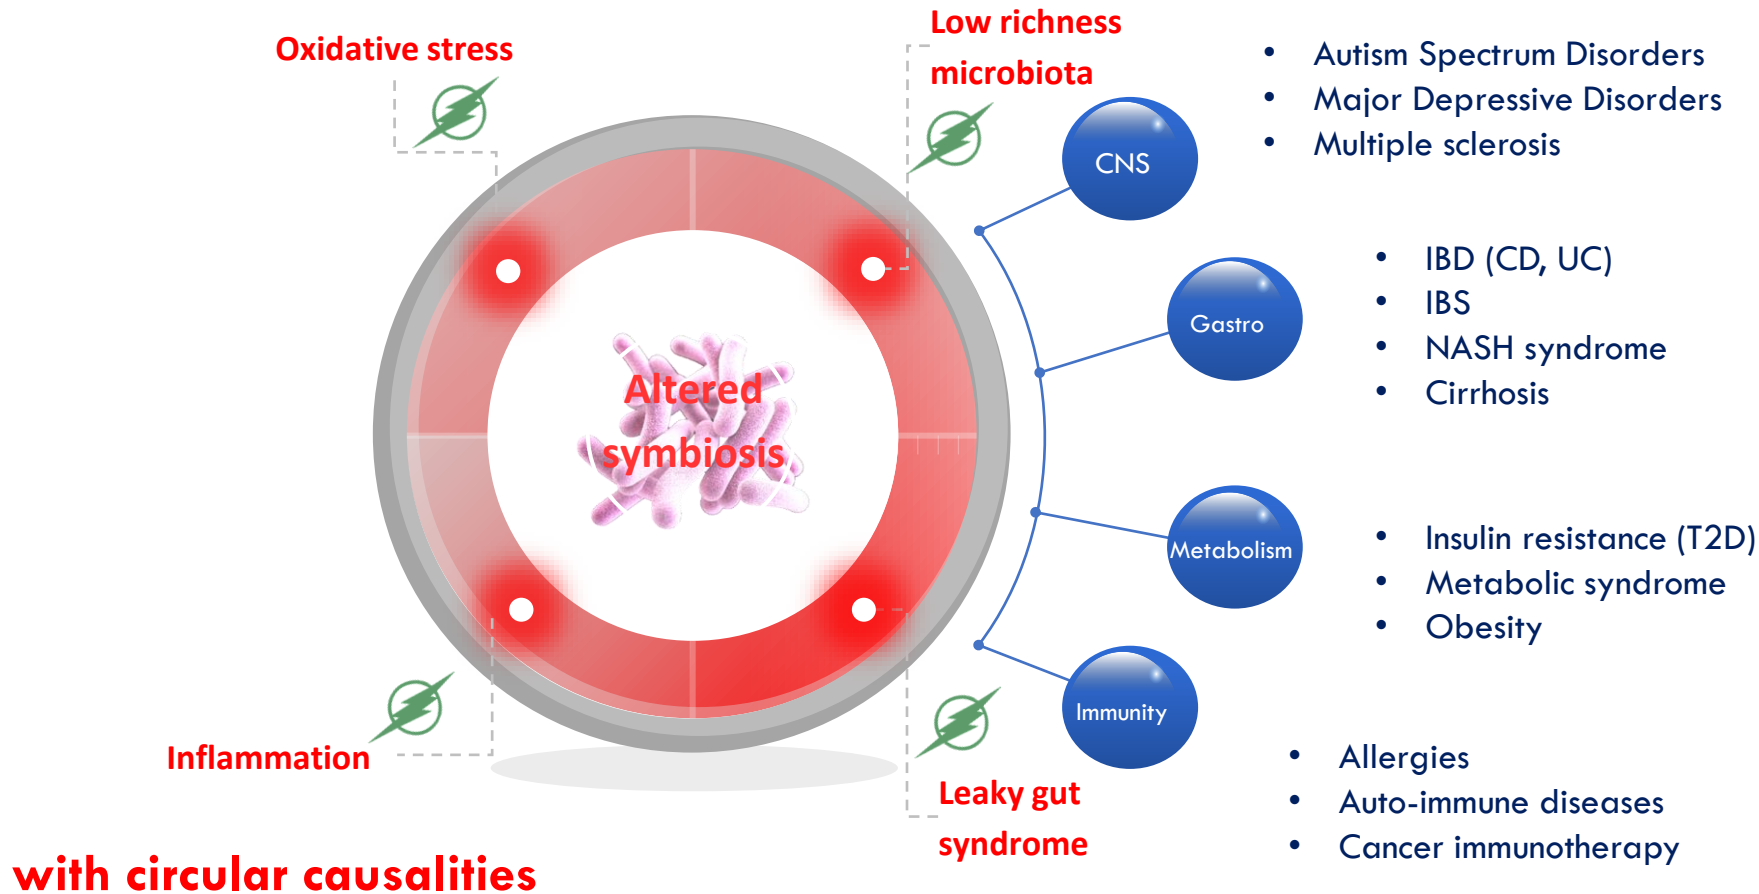 Oxidative stress
Low richness
microbiota
Altered
symbiosis
Inflammation
Leaky gut
syndrome
CNS
• Autism Spectrum Disorders
• Major Depressive Disorders
• Multiple sclerosis
Gastro
• IBD (CD, UC)
• IBS
• NASH syndrome
• Cirrhosis
Metabolism
• Insulin resistance (T2D)
• Metabolic syndrome
• Obesity
Immunity
• Allergies
• Auto-immune diseases
• Cancer immunotherapy
with circular causalities